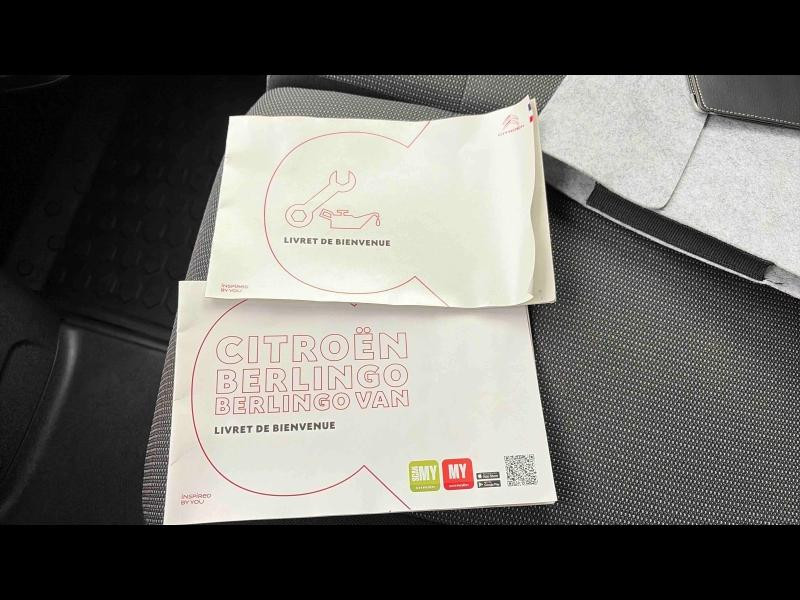 CITROËN
LIVRET DE BIENVENUE
INSPIRED
BY YOU
CITROËN
BERLINGO
BERLINGO VAN
LIVRET DE BIENVENUE
SCAN MY
MY
INSPIRED
BY YOU